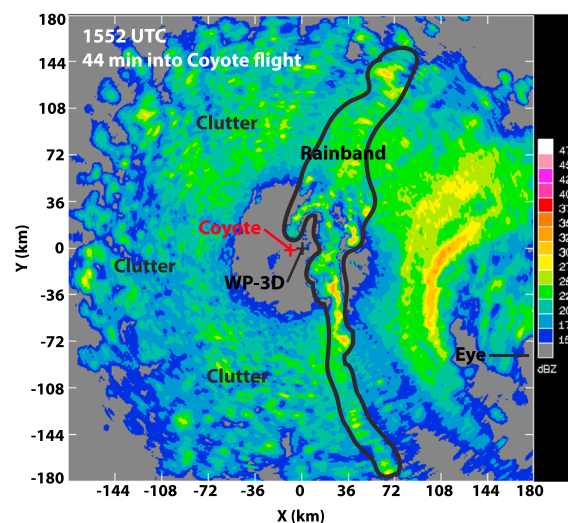 1552 UTC
44 min into Coyote flight
Clutter
Rainband
Coyote
Clutter
WP-3D
Eye
Clutter
Y (km)
180
144
108
72
36
0
-36
-72
-108
-144
-180
-144
-108
-72
-36
0
36
72
108
144
180
X (km)
47
45
42
40
37
35
32
30
27
25
22
20
17
15
dBZ